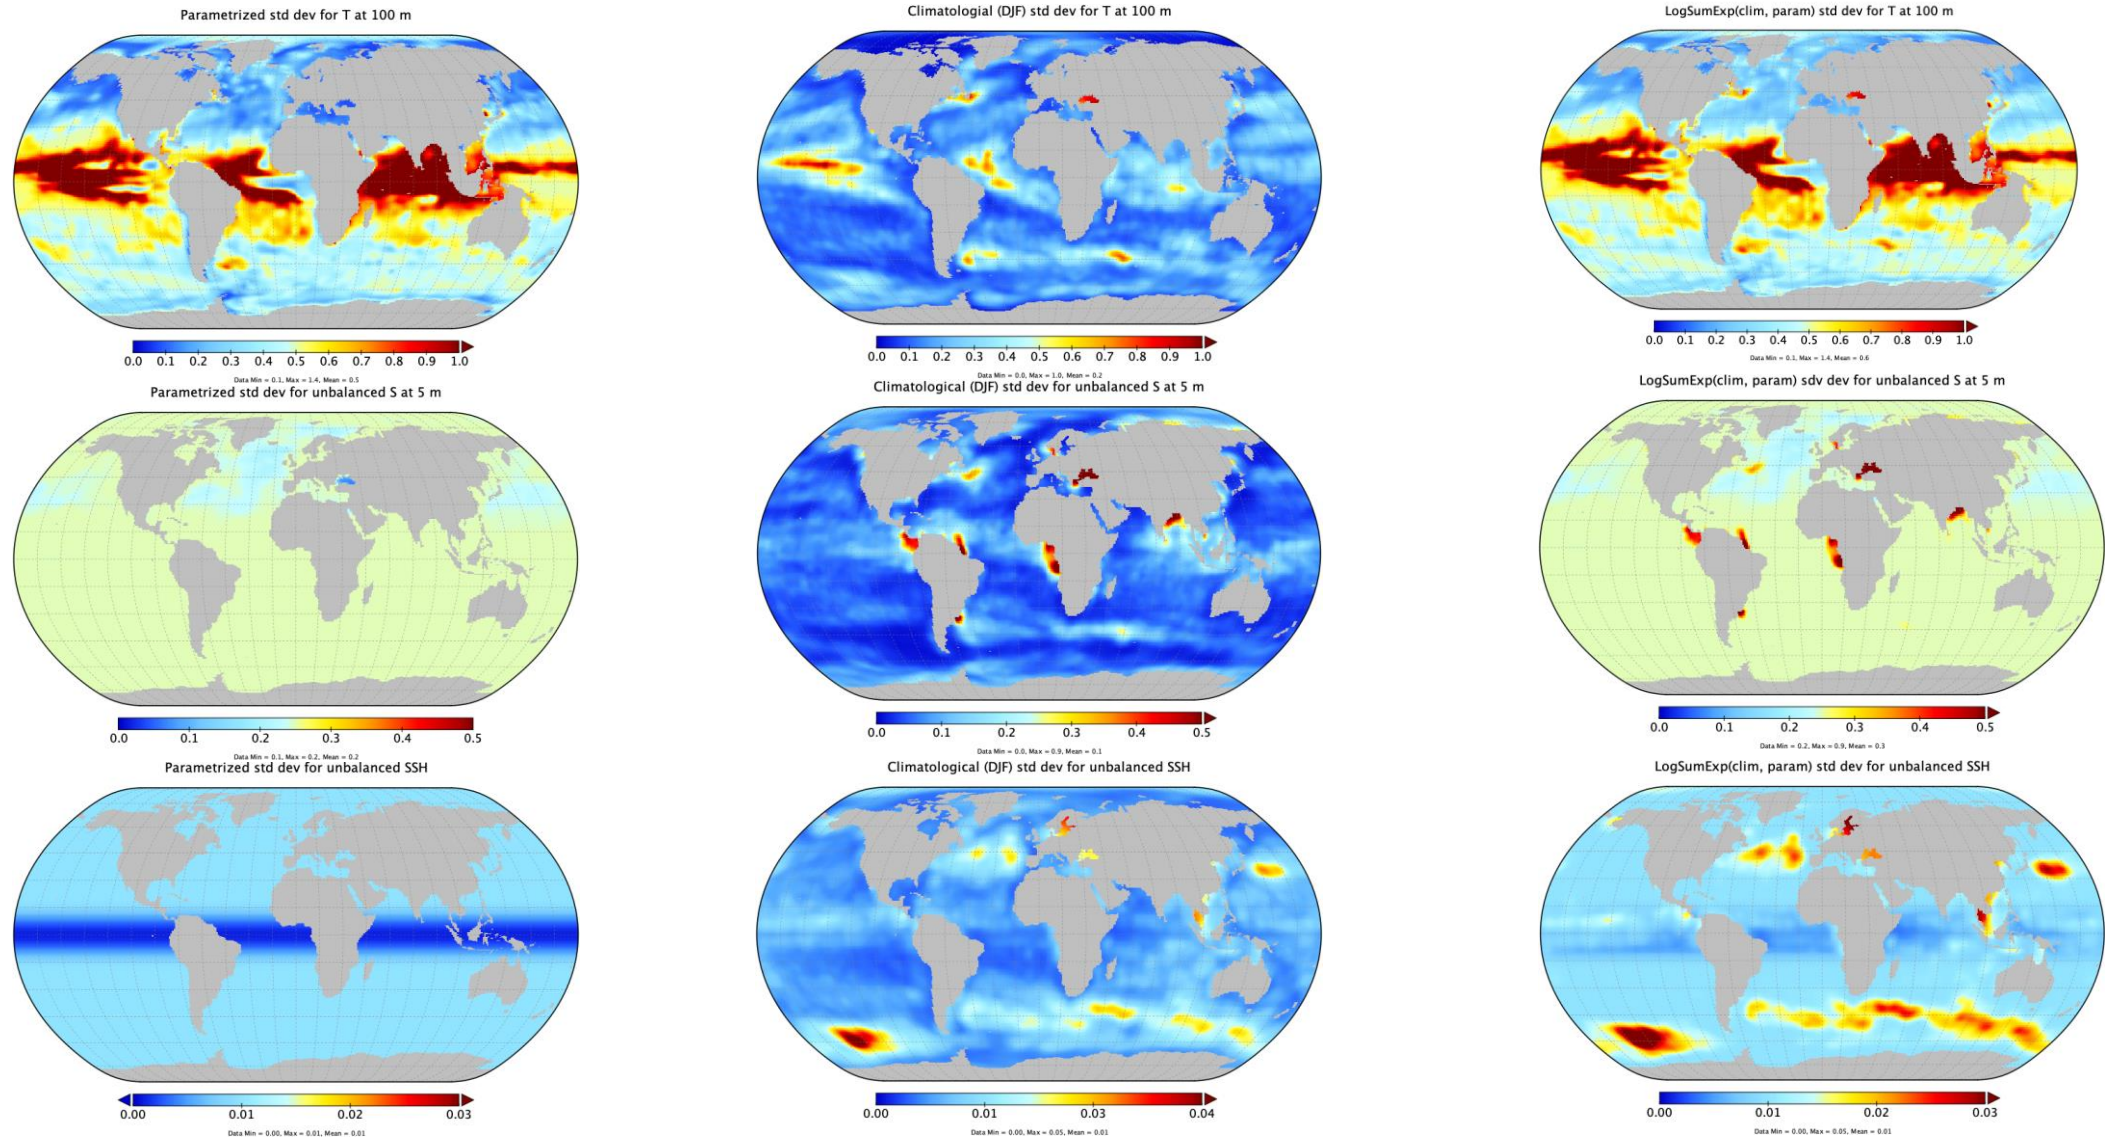 Parametrized std dev for T at 100 m
0.0 0.1 0.2 0.3 0.4 0.5 0.6 0.7 0.8 0.9 1.0
Data Min = 0.1, Max = 1.4, Mean = 0.5
Climatologial (DJF) std dev for T at 100 m
0.0 0.1 0.2 0.3 0.4 0.5 0.6 0.7 0.8 0.9 1.0
Data Min = 0.0, Max = 1.0, Mean = 0.2
LogSumExp(clim, param) std dev for T at 100 m
0.0 0.1 0.2 0.3 0.4 0.5 0.6 0.7 0.8 0.9 1.0
Data Min = 0.1, Max = 1.4, Mean = 0.6
Parametrized std dev for unbalanced S at 5 m
0.0 0.1 0.2 0.3 0.4 0.5
Data Min = 0.1, Max = 0.2, Mean = 0.2
Climatological (DJF) std dev for unbalanced S at 5 m
0.0 0.1 0.2 0.3 0.4 0.5
Data Min = 0.0, Max = 0.9, Mean = 0.1
LogSumExp(clim, param) sdv dev for unbalanced S at 5 m
0.0 0.1 0.2 0.3 0.4 0.5
Data Min = 0.2, Max = 0.9, Mean = 0.3
Parametrized std dev for unbalanced SSH
0.00 0.01 0.02 0.03
Data Min = 0.00, Max = 0.01, Mean = 0.01
Climatological (DJF) std dev for unbalanced SSH
0.00 0.01 0.03 0.04
Data Min = 0.00, Max = 0.05, Mean = 0.01
LogSumExp(clim, param) std dev for unbalanced SSH
0.00 0.01 0.02 0.03
Data Min = 0.00, Max = 0.05, Mean = 0.01